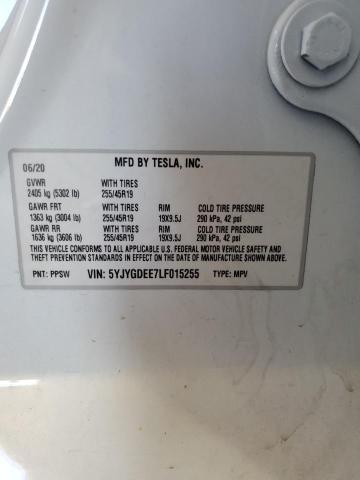 MFD BY TESLA, INC.
06/20
GVWR WITH TIRES
2405 kg (5302 lb) 255/45R19
GAWR FRT WITH TIRES RIM COLD TIRE PRESSURE
1363 kg (3004 lb) 255/45R19 19X9.5J 290 kPa, 42 psi
GAWR RR WITH TIRES RIM COLD TIRE PRESSURE
1636 kg (3606 lb) 255/45R19 19X9.5J 290 kPa, 42 psi
THIS VEHICLE CONFORMS TO ALL APPLICABLE U.S. FEDERAL MOTOR VEHICLE SAFETY AND
THEFT PREVENTION STANDARDS IN EFFECT ON THE DATE OF MANUFACTURE SHOWN ABOVE.
PNT: PPSW VIN: 5YJYGDEE7LF015255 TYPE: MPV